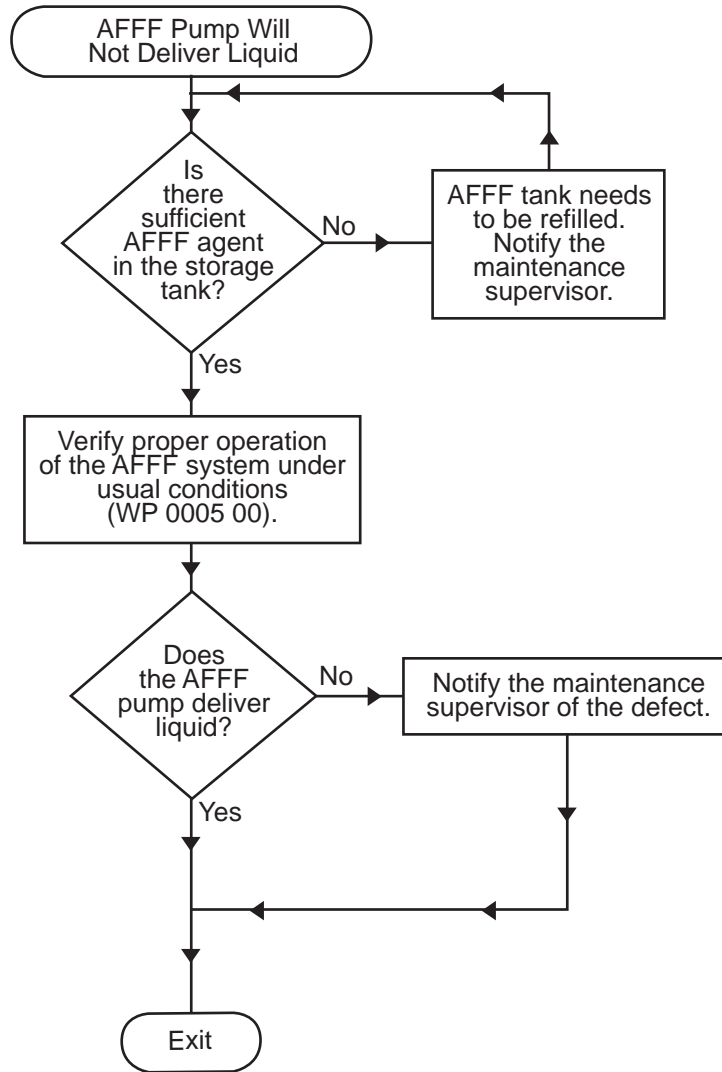 AFFF Pump Will
Not Deliver Liquid
Is
there
sufficient
AFFF agent
in the storage
tank?
No
AFFF tank needs
to be refilled.
Notify the
maintenance
supervisor.
Yes
Verify proper operation
of the AFFF system under
usual conditions
(WP 0005 00).
Does
the AFFF
pump deliver
liquid?
No
Notify the maintenance
supervisor of the defect.
Yes
Exit